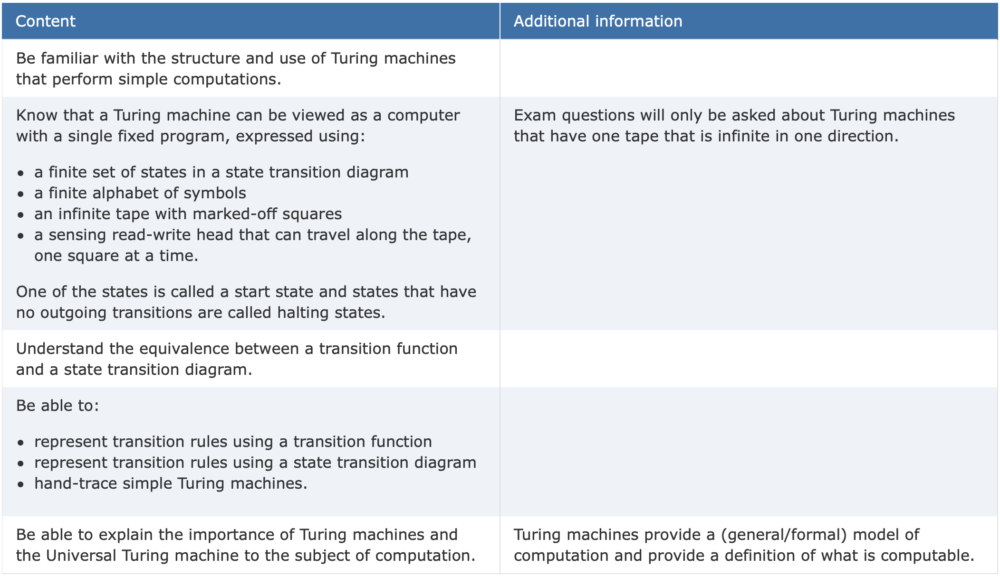 Content
Additional information
Be familiar with the structure and use of Turing machines
that perform simple computations.
Know that a Turing machine can be viewed as a computer
with a single fixed program, expressed using:
• a finite set of states in a state transition diagram
• a finite alphabet of symbols
• an infinite tape with marked-off squares
• a sensing read-write head that can travel along the tape,
one square at a time.
One of the states is called a start state and states that have
no outgoing transitions are called halting states.
Exam questions will only be asked about Turing machines
that have one tape that is infinite in one direction.
Understand the equivalence between a transition function
and a state transition diagram.
Be able to:
• represent transition rules using a transition function
• represent transition rules using a state transition diagram
• hand-trace simple Turing machines.
Be able to explain the importance of Turing machines and
the Universal Turing machine to the subject of computation.
Turing machines provide a (general/formal) model of
computation and provide a definition of what is computable.